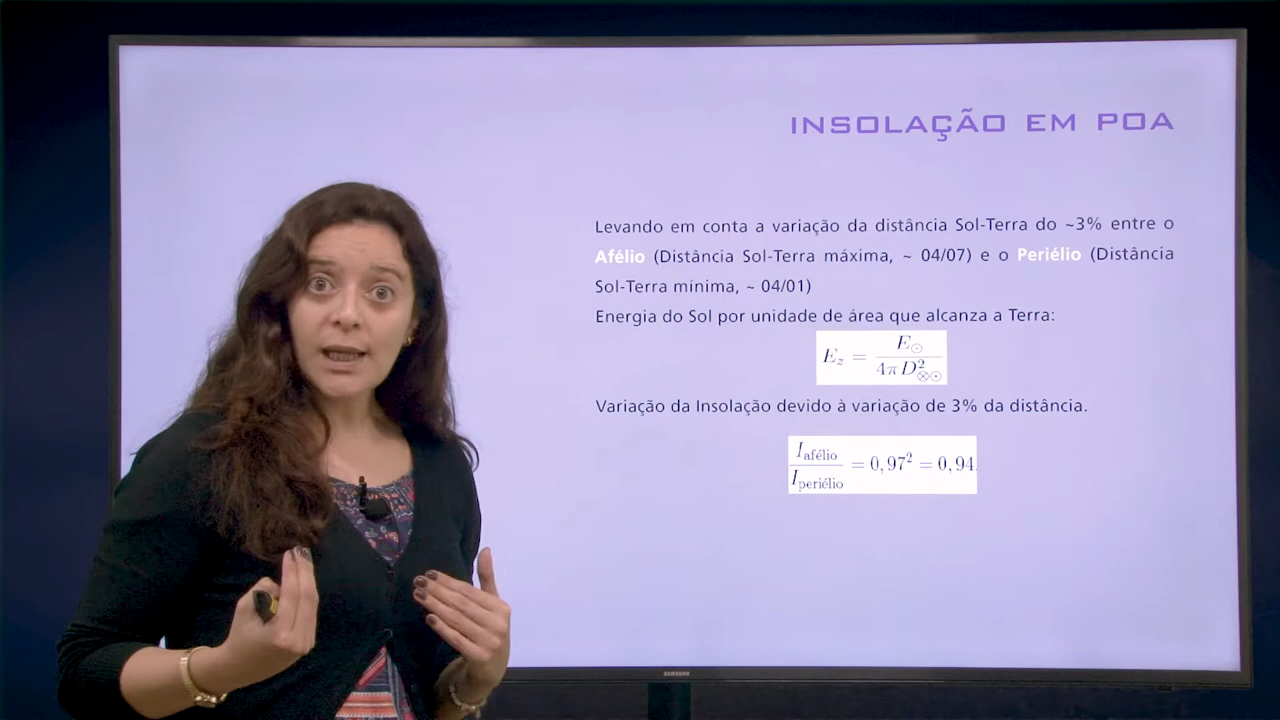 INSOLAÇÃO EM POA
Levando em conta a variação da distância Sol-Terra do ~3% entre o
Afélio (Distância Sol-Terra máxima, ~ 04/07) e o Periélio (Distância
Sol-Terra mínima, ~ 04/01)
Energia do Sol por unidade de área que alcanza a Terra:
E_z = E_⊙ / 4π D²_⊗⊙
Variação da Insolação devido à variação de 3% da distância.
I_afélio / I_periélio = 0,97² = 0,94.
SAMSUNG